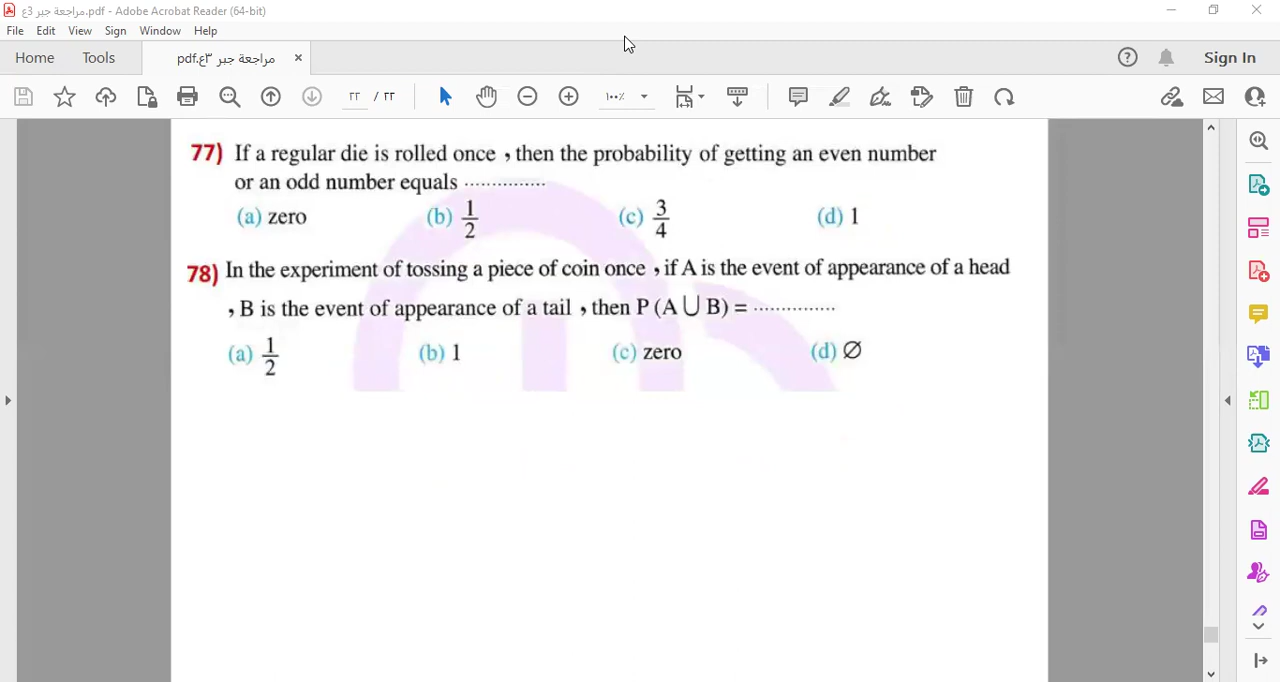 مراجعة جبر 3ع.pdf - Adobe Acrobat Reader (64-bit)
File Edit View Sign Window Help
Home Tools مراجعة جبر ٣ع.pdf × Sign In
٢٢ / ٢٢ ١٠٠٪
77) If a regular die is rolled once , then the probability of getting an even number
or an odd number equals ...............
(a) zero (b) 1/2 (c) 3/4 (d) 1
78) In the experiment of tossing a piece of coin once , if A is the event of appearance of a head
, B is the event of appearance of a tail , then P (A ⋃ B) = ...............
(a) 1/2 (b) 1 (c) zero (d) ∅